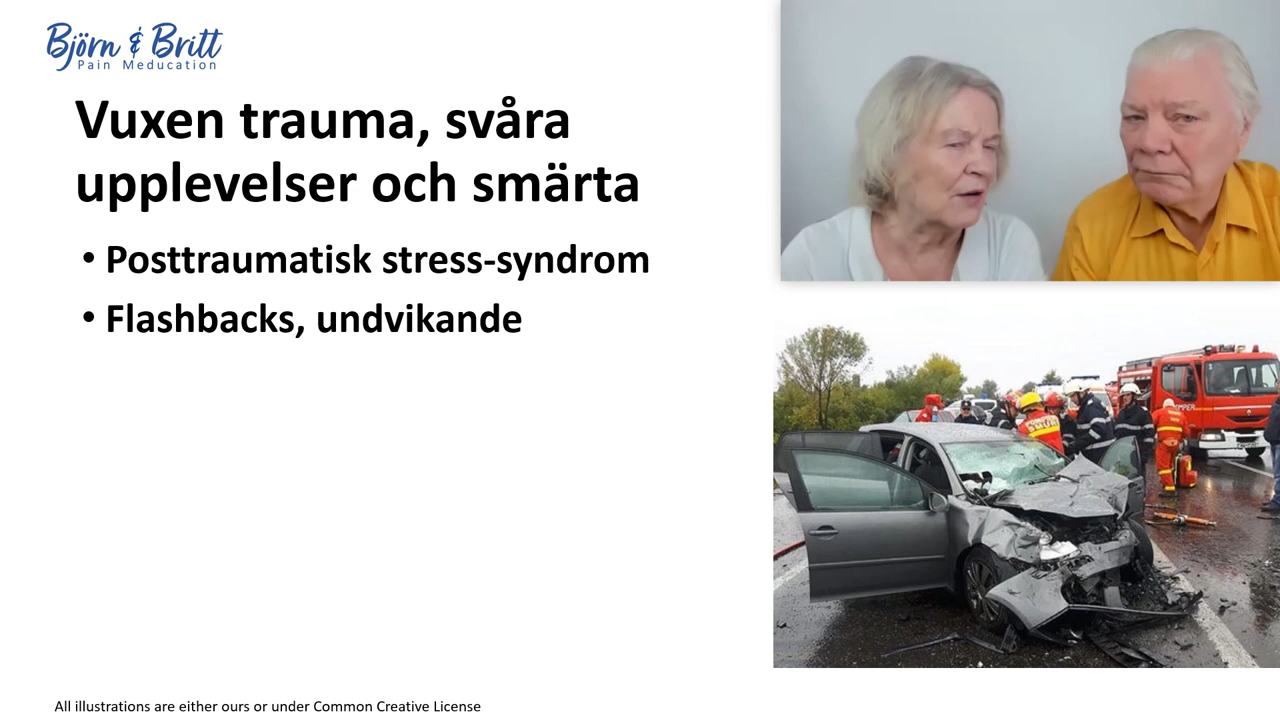 Björn & Britt
Pain Meducation
Vuxen trauma, svåra
upplevelser och smärta
• Posttraumatisk stress-syndrom
• Flashbacks, undvikande
SMURD
All illustrations are either ours or under Common Creative License